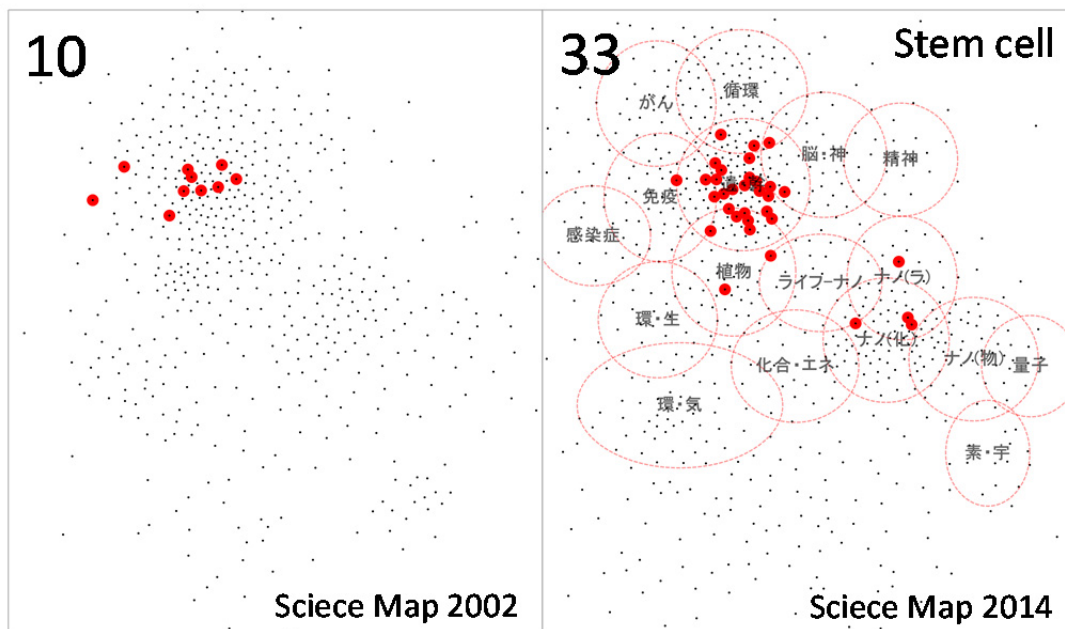 10
Sciece Map 2002
33
Stem cell
がん
循環
脳・神
精神
免疫
感染症
植物
ライフ-ナノ
ナノ(ラ)
環・生
ナノ(化)
化合・エネ
ナノ(物)
量子
環・気
素・宇
Sciece Map 2014